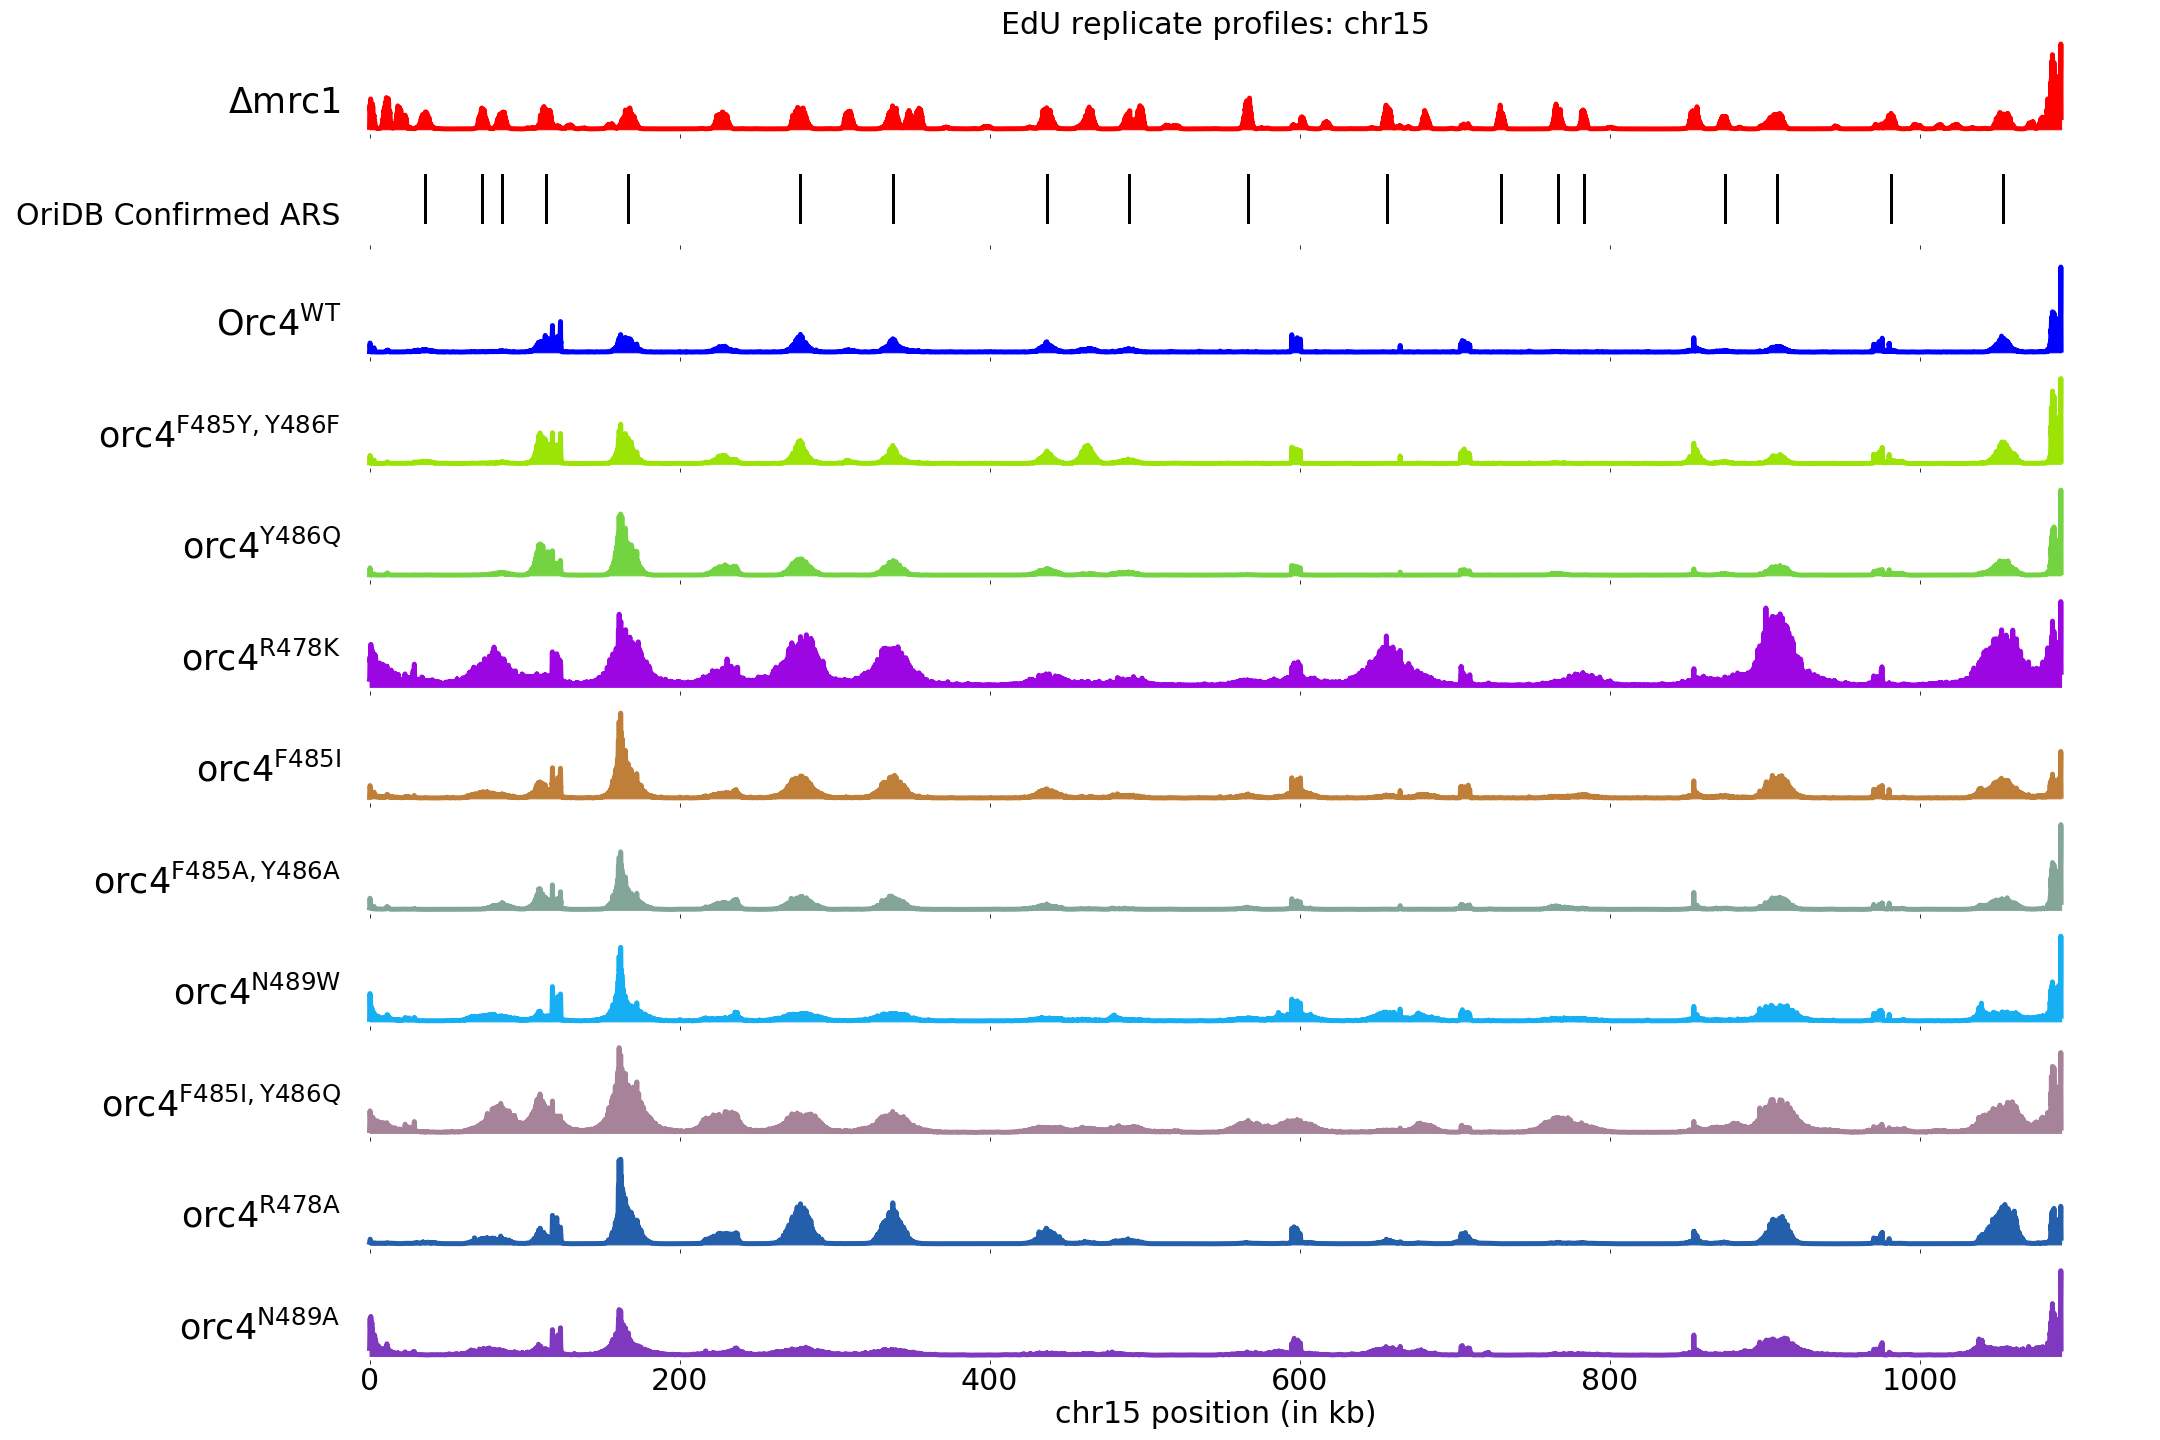 EdU replicate profiles: chr15
Δmrc1
OriDB Confirmed ARS
Orc4WT
orc4F485Y, Y486F
orc4Y486Q
orc4R478K
orc4F485I
orc4F485A, Y486A
orc4N489W
orc4F485I, Y486Q
orc4R478A
orc4N489A
0 200 400 600 800 1000
chr15 position (in kb)